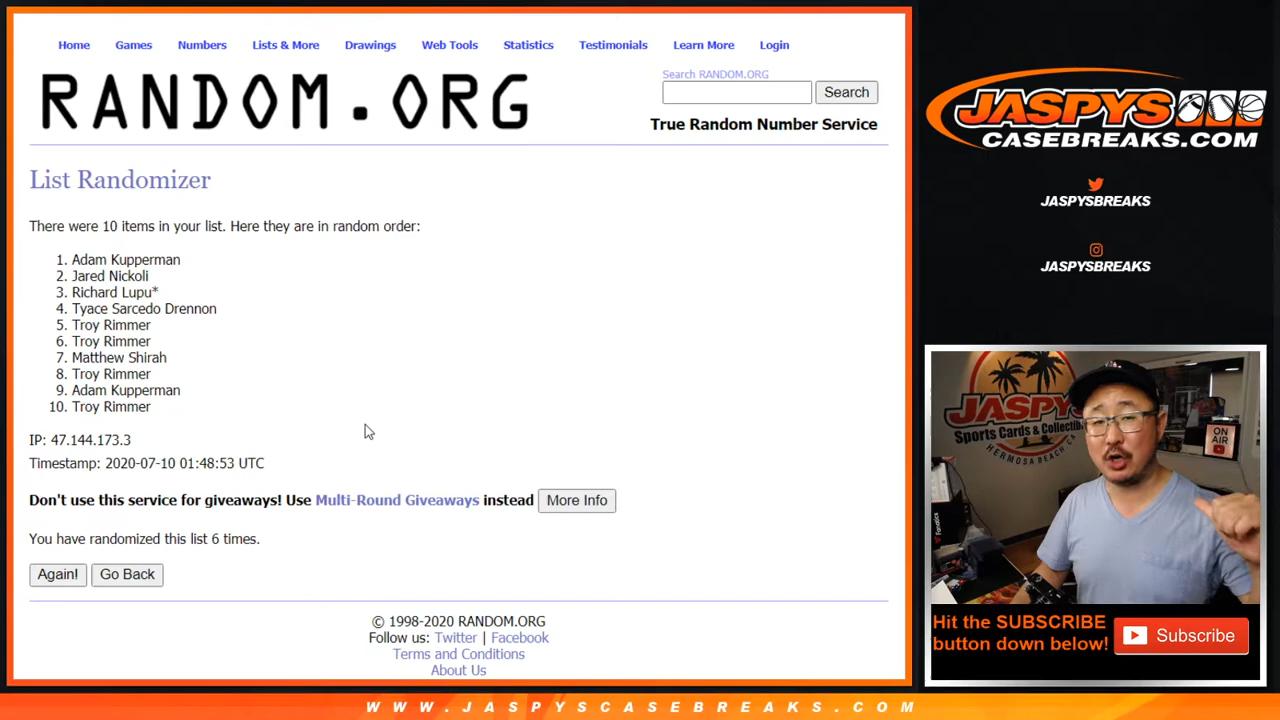 Home Games Numbers Lists & More Drawings Web Tools Statistics Testimonials Learn More Login
RANDOM.ORG
Search RANDOM.ORG
Search
True Random Number Service
List Randomizer
There were 10 items in your list. Here they are in random order:
1. Adam Kupperman
2. Jared Nickoli
3. Richard Lupu*
4. Tyace Sarcedo Drennon
5. Troy Rimmer
6. Troy Rimmer
7. Matthew Shirah
8. Troy Rimmer
9. Adam Kupperman
10. Troy Rimmer
IP: 47.144.173.3
Timestamp: 2020-07-10 01:48:53 UTC
Don't use this service for giveaways! Use Multi-Round Giveaways instead More Info
You have randomized this list 6 times.
Again! Go Back
© 1998-2020 RANDOM.ORG
Follow us: Twitter | Facebook
Terms and Conditions
About Us
JASPYS
CASEBREAKS.COM
JASPYSBREAKS
JASPYSBREAKS
JASPYS
Sports Cards & Collectibles
HERMOSA BEACH, CA
ON AIR
Fanatics
Hit the SUBSCRIBE
button down below!
Subscribe
WWW.JASPYSCASEBREAKS.COM